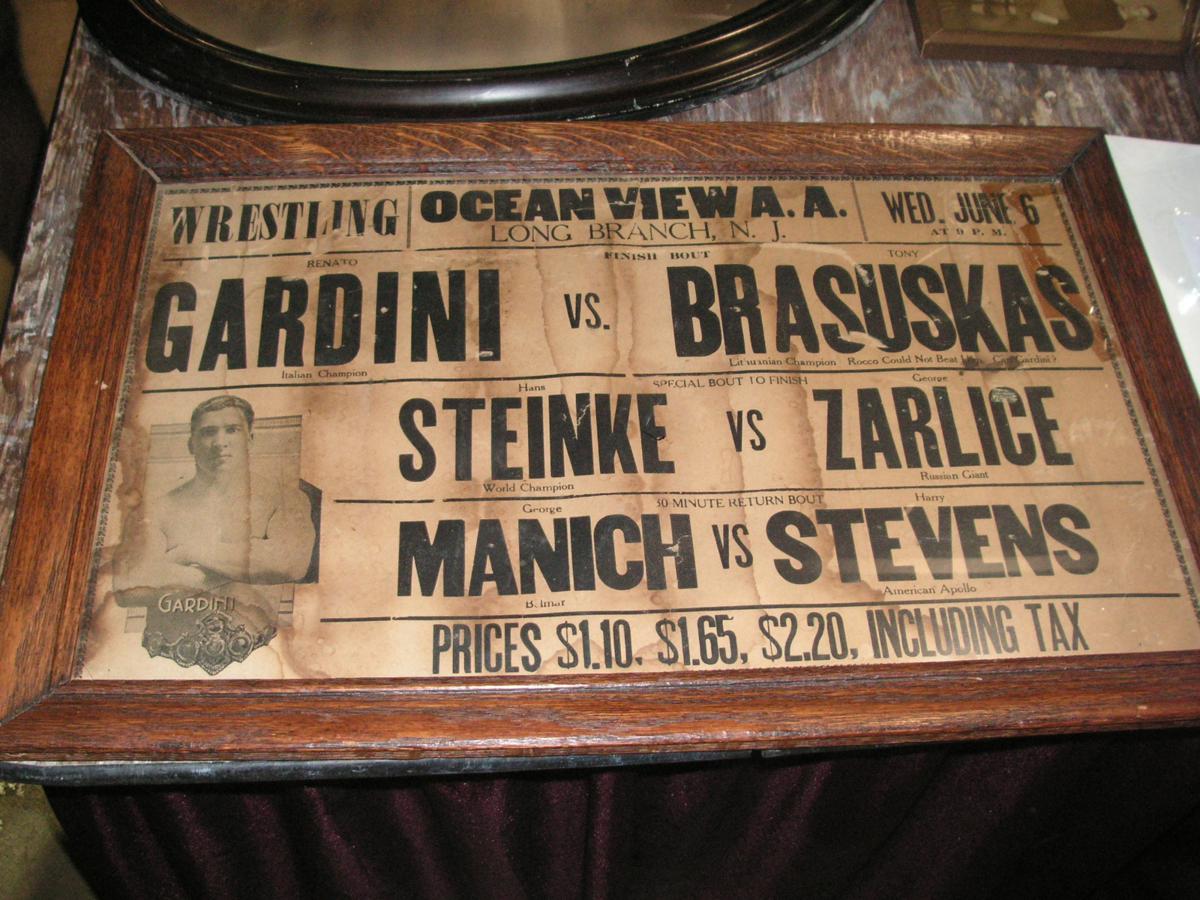 WRESTLING
OCEAN VIEW A. A.
LONG BRANCH, N. J.
WED. JUNE 6
AT 9 P. M.
FINISH BOUT
RENATO
TONY
GARDINI VS. BRASUSKAS
Italian Champion
Lithuanian Champion Rocco Could Not Beat Him Can Gardini?
SPECIAL BOUT TO FINISH
Hans
George
STEINKE VS ZARLICE
World Champion
Russian Giant
30-MINUTE RETURN BOUT
George
Harry
MANICH VS STEVENS
Belmar
American Apollo
GARDINI
PRICES $1.10, $1.65, $2.20, INCLUDING TAX